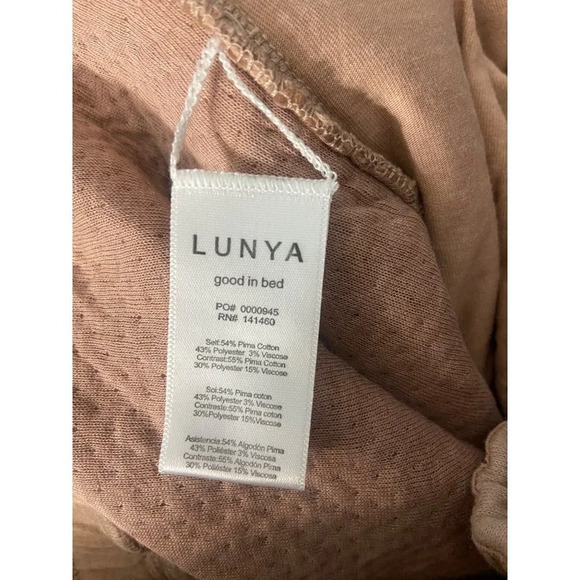 LUNYA
good in bed
PO# 0000945
RN# 141460
Self:54% Pima Cotton
43% Polyester 3% Viscose
Contrast:55% Pima Cotton
30% Polyester 15% Viscose
Soi:54% Pima coton
43% Polyester 3% Viscose
Contraste:55% Pima coton
30%Polyester 15%Viscose
Asistencia:54% Algodón Pima
43% Poliéster 3% Viscosa
Contraste:55% Algodón Pima
30% Poliéster 15% Viscosa